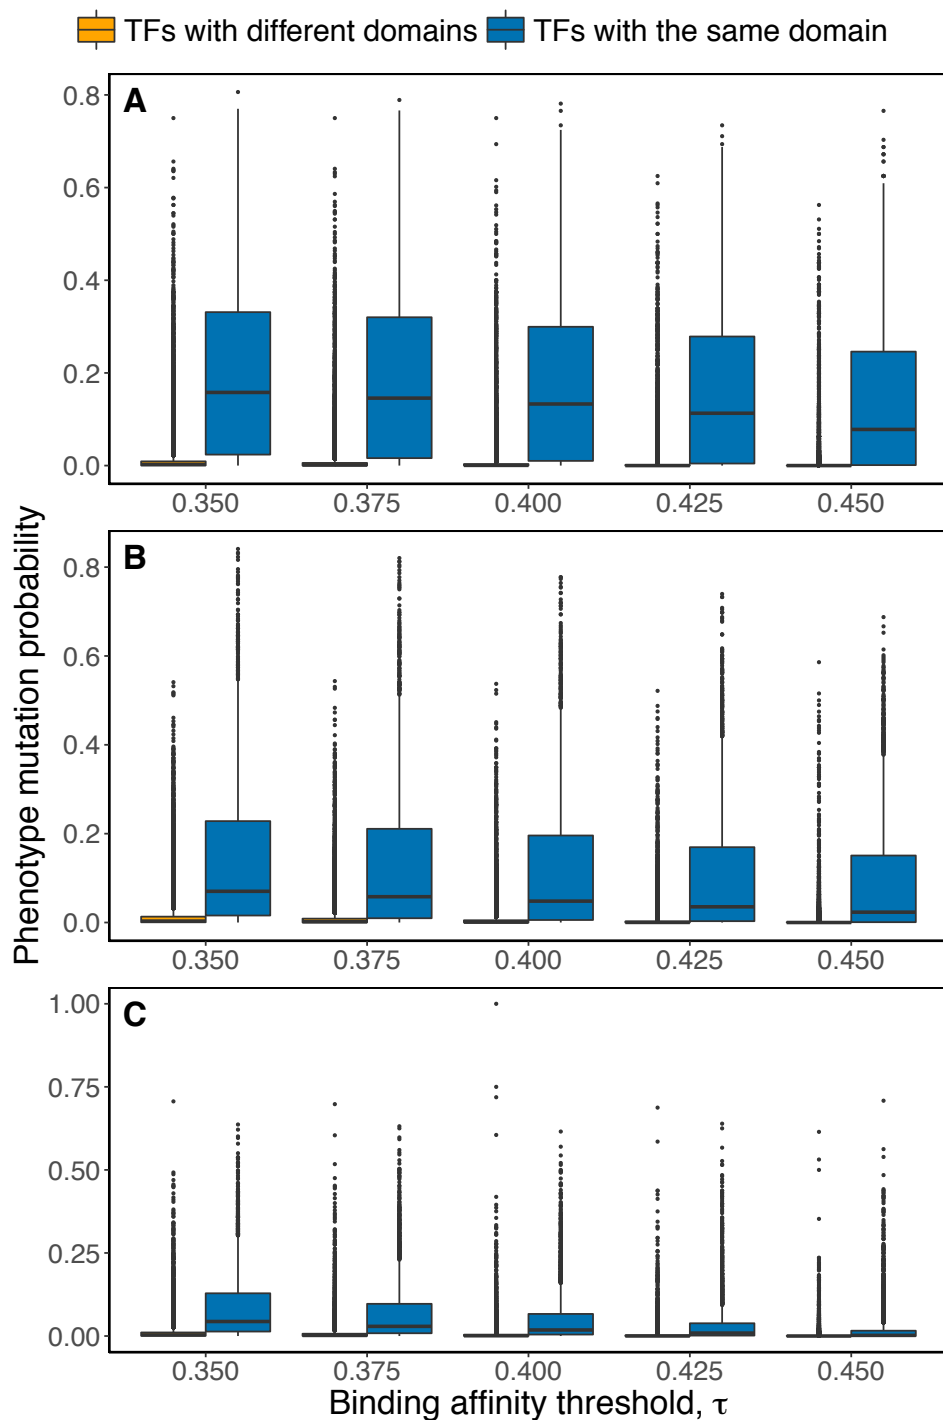 TFs with different domains TFs with the same domain
A
0.8
0.6
0.4
0.2
0.0
0.350 0.375 0.400 0.425 0.450
B
0.8
0.6
0.4
0.2
0.0
0.350 0.375 0.400 0.425 0.450
Phenotype mutation probability
C
1.00
0.75
0.50
0.25
0.00
0.350 0.375 0.400 0.425 0.450
Binding affinity threshold, τ